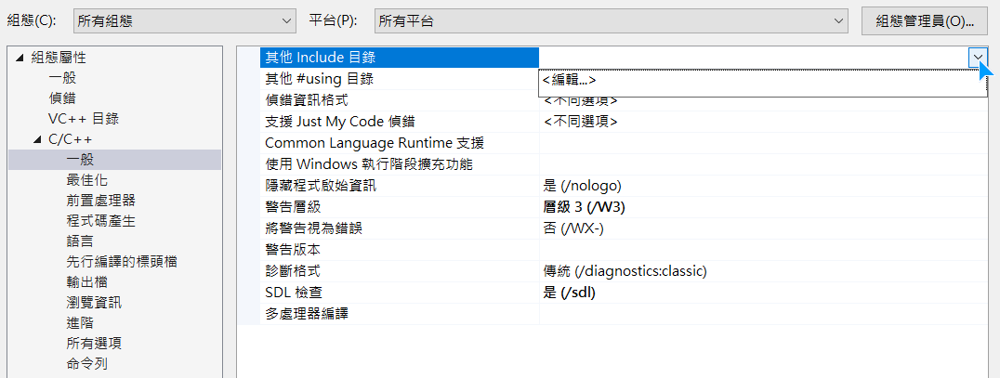 組態(C): 所有組態 平台(P): 所有平台 組態管理員(O)...
組態屬性
一般
偵錯
VC++ 目錄
C/C++
一般
最佳化
前置處理器
程式碼產生
語言
先行編譯的標頭檔
輸出檔
瀏覽資訊
進階
所有選項
命令列
其他 Include 目錄
其他 #using 目錄 <編輯...>
偵錯資訊格式 <不同選項>
支援 Just My Code 偵錯 <不同選項>
Common Language Runtime 支援
使用 Windows 執行階段擴充功能
隱藏程式啟始資訊 是 (/nologo)
警告層級 層級 3 (/W3)
將警告視為錯誤 否 (/WX-)
警告版本
診斷格式 傳統 (/diagnostics:classic)
SDL 檢查 是 (/sdl)
多處理器編譯